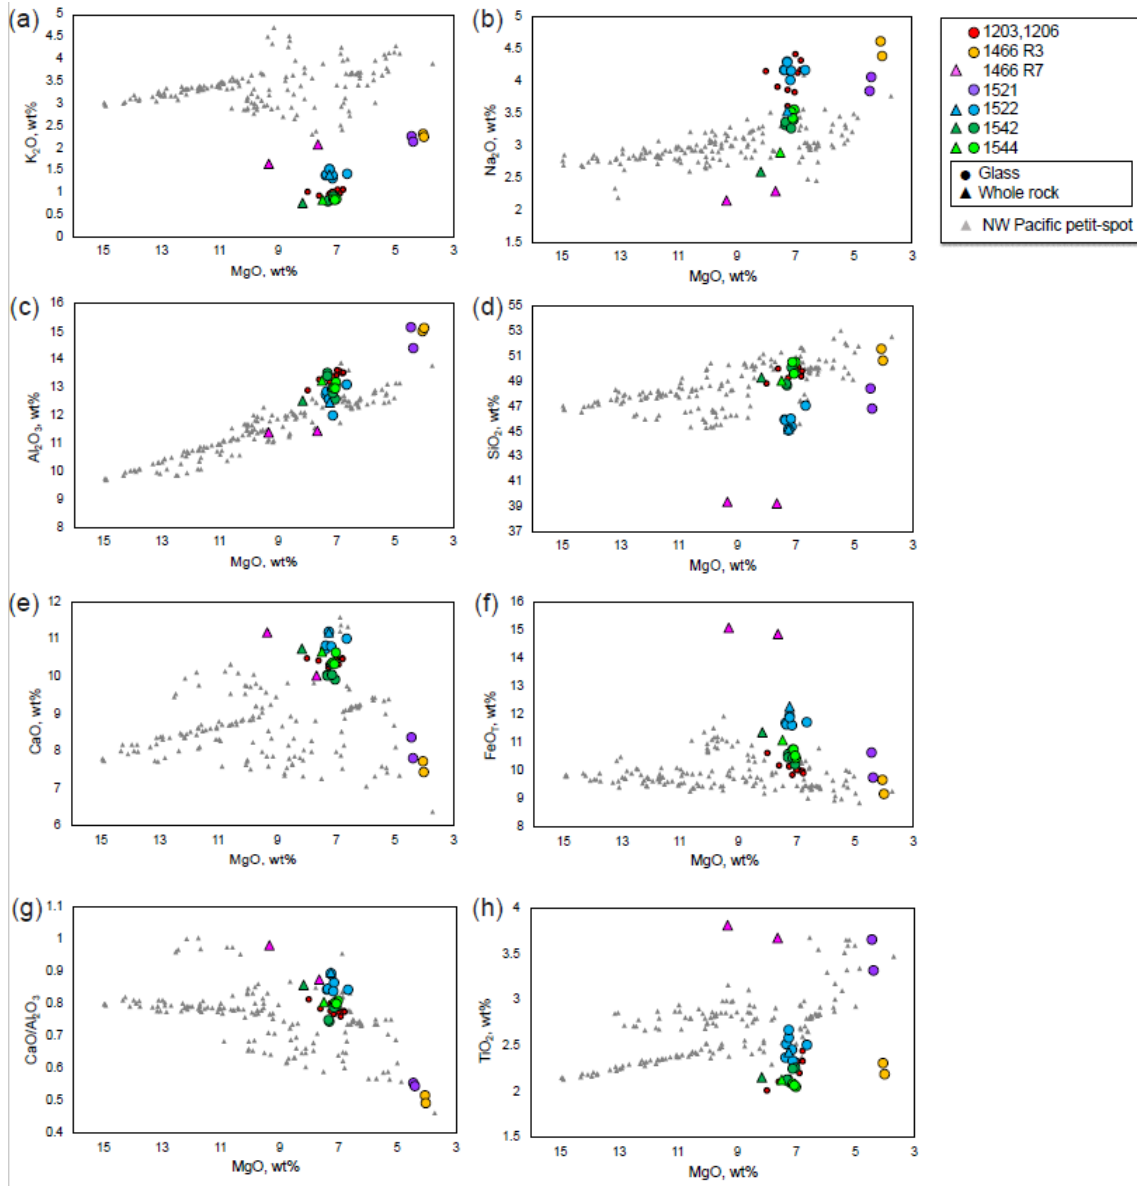 (a)
5
4.5
4
3.5
3
2.5
2
1.5
1
0.5
0
K₂O, wt%
15 13 11 9 7 5 3
MgO, wt%
(b)
5
4.5
4
3.5
3
2.5
2
1.5
Na₂O, wt%
15 13 11 9 7 5 3
MgO, wt%
1203,1206
1466 R3
1466 R7
1521
1522
1542
1544
Glass
Whole rock
NW Pacific petit-spot
(c)
16
15
14
13
12
11
10
9
8
Al₂O₃, wt%
15 13 11 9 7 5 3
MgO, wt%
(d)
55
53
51
49
47
45
43
41
39
37
SiO₂, wt%
15 13 11 9 7 5 3
MgO, wt%
(e)
12
11
10
9
8
7
6
CaO, wt%
15 13 11 9 7 5 3
MgO, wt%
(f)
16
15
14
13
12
11
10
9
8
FeOT, wt%
15 13 11 9 7 5 3
MgO, wt%
(g)
1.1
1
0.9
0.8
0.7
0.6
0.5
0.4
CaO/Al₂O₃
15 13 11 9 7 5 3
MgO, wt%
(h)
4
3.5
3
2.5
2
1.5
TiO₂, wt%
15 13 11 9 7 5 3
MgO, wt%